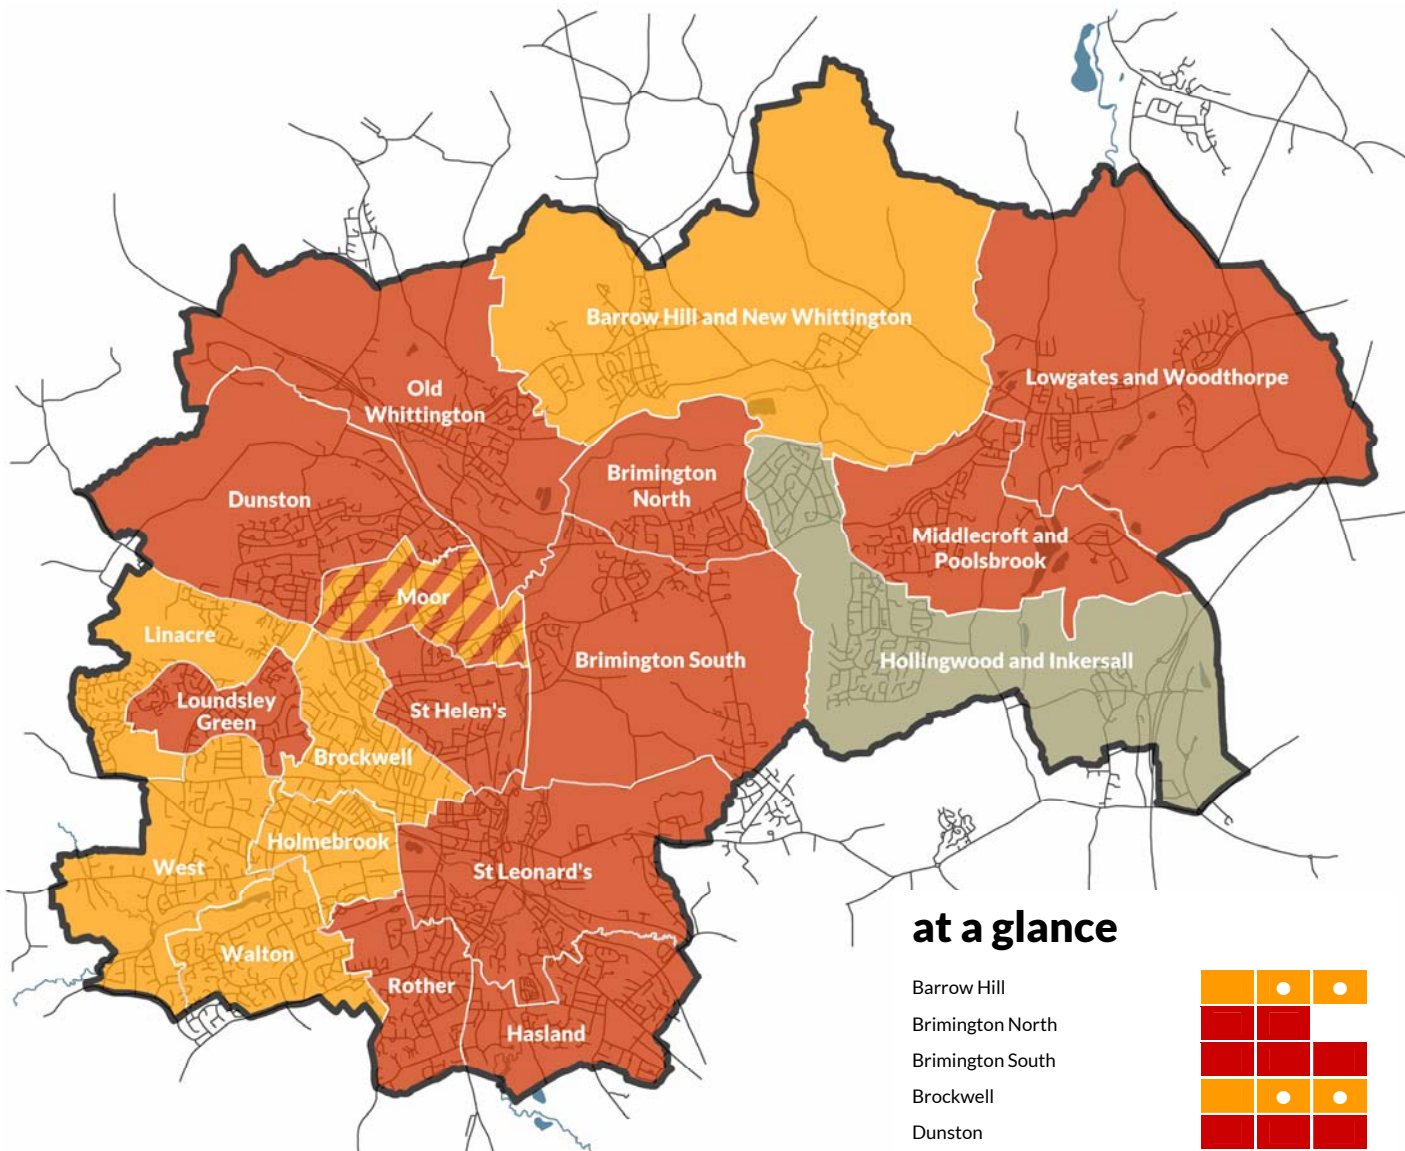 Barrow Hill and New Whittington
Lowgates and Woodthorpe
Old
Whittington
Brimington
North
Dunston
Middlecroft and
Poolsbrook
Moor
Linacre
Brimington South
Hollingwood and Inkersall
Loundsley
Green
St Helen's
Brockwell
Holmebrook
West
St Leonard's
Walton
Rother
Hasland
at a glance
Barrow Hill
Brimington North
Brimington South
Brockwell
Dunston